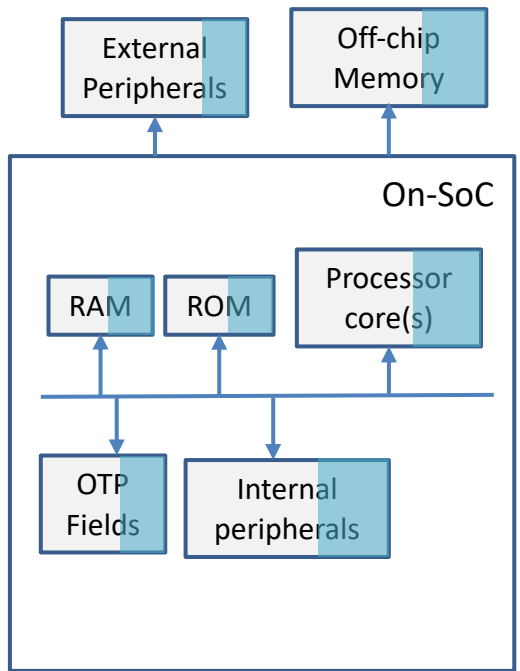 External
Peripherals
Off-chip
Memory
On-SoC
RAM
ROM
Processor
core(s)
OTP
Fields
Internal
peripherals